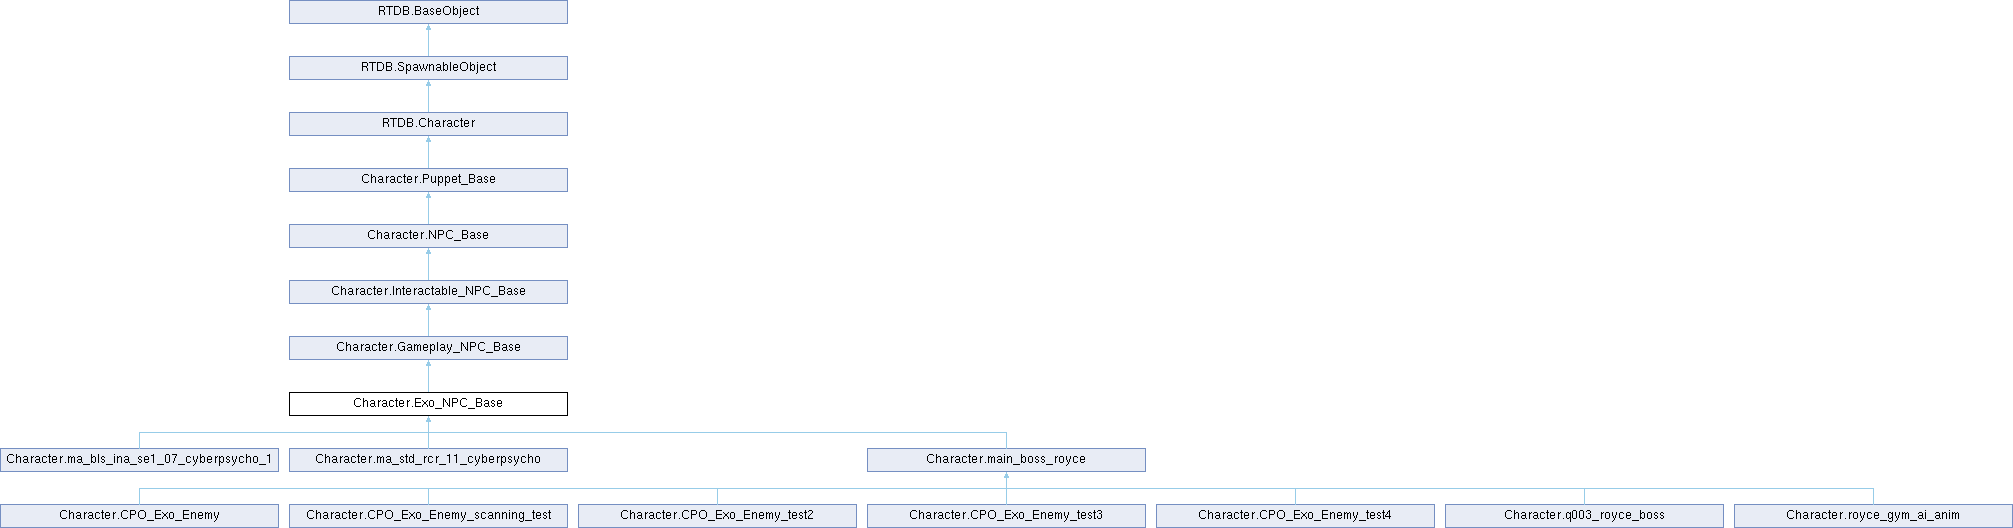 RTDB.BaseObject
RTDB.SpawnableObject
RTDB.Character
Character.Puppet_Base
Character.NPC_Base
Character.Interactable_NPC_Base
Character.Gameplay_NPC_Base
Character.Exo_NPC_Base
Character.ma_bls_ina_se1_07_cyberpsycho_1
Character.ma_std_rcr_11_cyberpsycho
Character.main_boss_royce
Character.CPO_Exo_Enemy
Character.CPO_Exo_Enemy_scanning_test
Character.CPO_Exo_Enemy_test2
Character.CPO_Exo_Enemy_test3
Character.CPO_Exo_Enemy_test4
Character.q003_royce_boss
Character.royce_gym_ai_anim